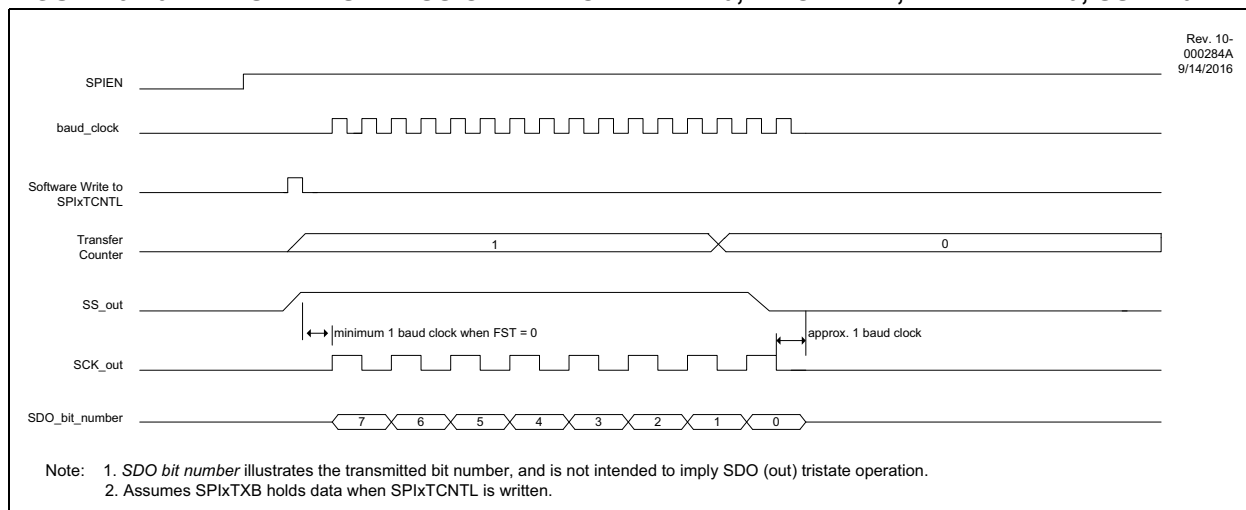 Rev. 10-
000284A
9/14/2016
SPIEN
baud_clock
Software Write to
SPIxTCNTL
Transfer
Counter
1
0
SS_out
minimum 1 baud clock when FST = 0
approx. 1 baud clock
SCK_out
SDO_bit_number
7 6 5 4 3 2 1 0
Note: 1. SDO bit number illustrates the transmitted bit number, and is not intended to imply SDO (out) tristate operation.
2. Assumes SPIxTXB holds data when SPIxTCNTL is written.